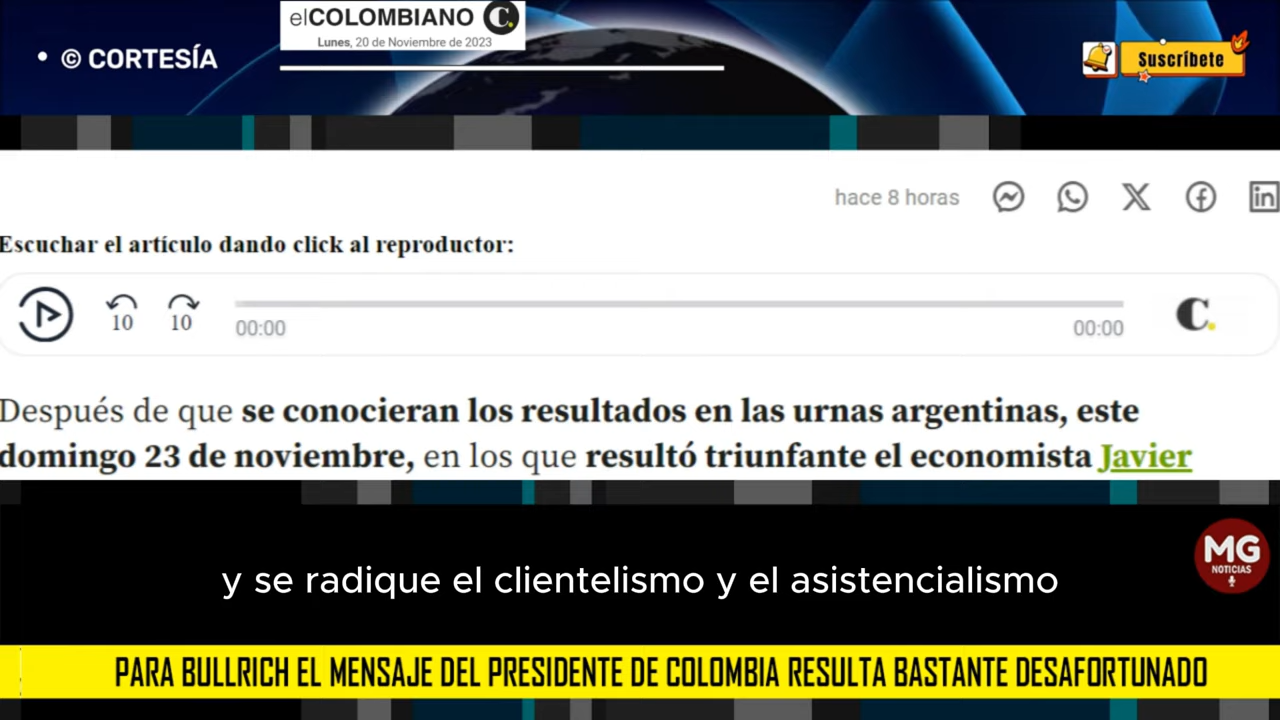 elCOLOMBIANO C.
Lunes, 20 de Noviembre de 2023
• © CORTESÍA
Suscríbete
hace 8 horas
Escuchar el artículo dando click al reproductor:
10 10
00:00 00:00
C.
Después de que se conocieran los resultados en las urnas argentinas, este
domingo 23 de noviembre, en los que resultó triunfante el economista Javier
y se radique el clientelismo y el asistencialismo
MG
NOTICIAS
PARA BULLRICH EL MENSAJE DEL PRESIDENTE DE COLOMBIA RESULTA BASTANTE DESAFORTUNADO